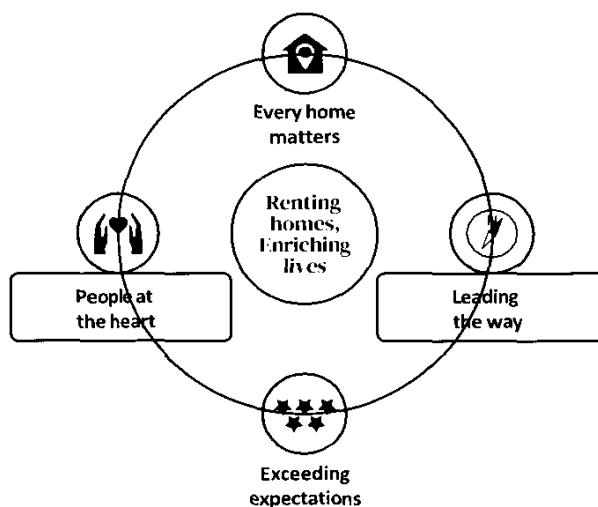 Every home
matters
Renting
homes,
Enriching
lives
People at
the heart
Leading
the way
Exceeding
expectations